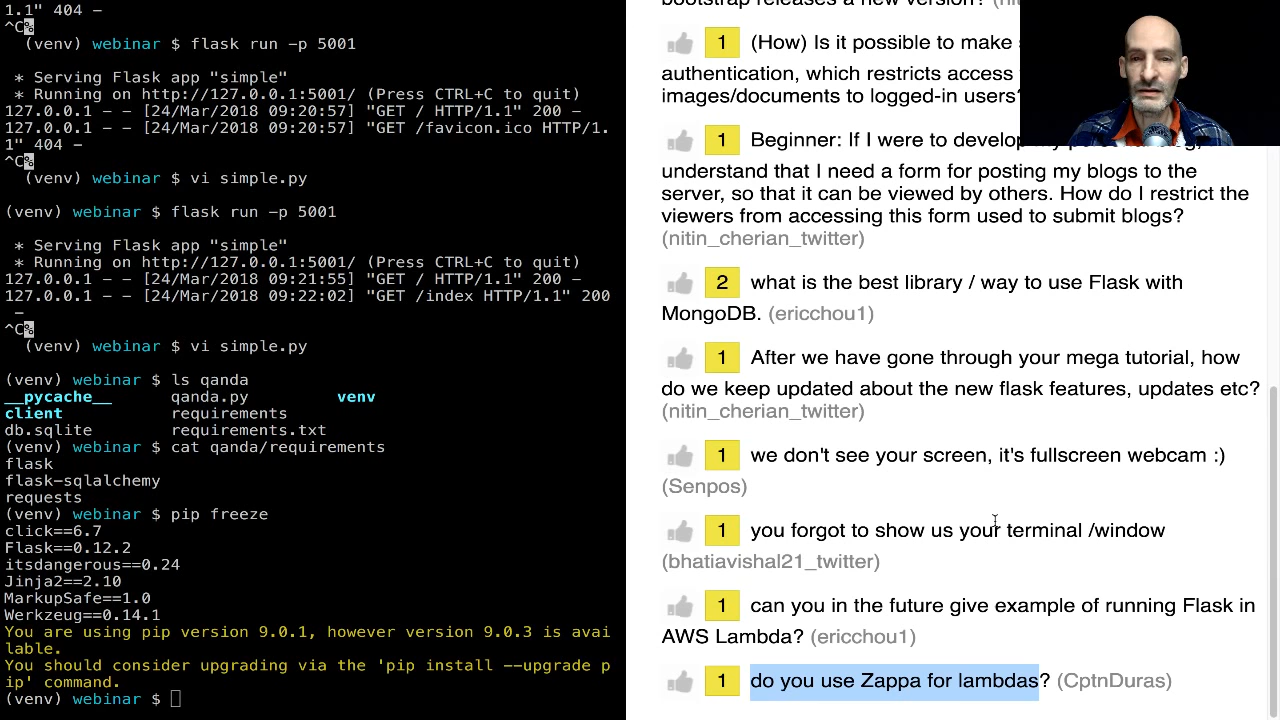 1.1" 404 –
^C%
(venv) webinar $ flask run -p 5001
* Serving Flask app "simple"
* Running on http://127.0.0.1:5001/ (Press CTRL+C to quit)
127.0.0.1 – – [24/Mar/2018 09:20:57] "GET / HTTP/1.1" 200 –
127.0.0.1 – – [24/Mar/2018 09:20:57] "GET /favicon.ico HTTP/1.
1" 404 –
^C%
(venv) webinar $ vi simple.py
(venv) webinar $ flask run -p 5001
* Serving Flask app "simple"
* Running on http://127.0.0.1:5001/ (Press CTRL+C to quit)
127.0.0.1 – – [24/Mar/2018 09:21:55] "GET / HTTP/1.1" 200 –
127.0.0.1 – – [24/Mar/2018 09:22:02] "GET /index HTTP/1.1" 200
–
^C%
(venv) webinar $ vi simple.py
(venv) webinar $ ls qanda
__pycache__ qanda.py venv
client requirements
db.sqlite requirements.txt
(venv) webinar $ cat qanda/requirements
flask
flask-sqlalchemy
requests
(venv) webinar $ pip freeze
click==6.7
Flask==0.12.2
itsdangerous==0.24
Jinja2==2.10
MarkupSafe==1.0
Werkzeug==0.14.1
You are using pip version 9.0.1, however version 9.0.3 is avai
lable.
You should consider upgrading via the 'pip install --upgrade p
ip' command.
(venv) webinar $
bootstrap releases a new version?
1 (How) Is it possible to make
authentication, which restricts access
images/documents to logged-in users?
1 Beginner: If I were to develop
understand that I need a form for posting my blogs to the
server, so that it can be viewed by others. How do I restrict the
viewers from accessing this form used to submit blogs?
(nitin_cherian_twitter)
2 what is the best library / way to use Flask with
MongoDB. (ericchou1)
1 After we have gone through your mega tutorial, how
do we keep updated about the new flask features, updates etc?
(nitin_cherian_twitter)
1 we don't see your screen, it's fullscreen webcam :)
(Senpos)
1 you forgot to show us your terminal /window
(bhatiavishal21_twitter)
1 can you in the future give example of running Flask in
AWS Lambda? (ericchou1)
1 do you use Zappa for lambdas? (CptnDuras)